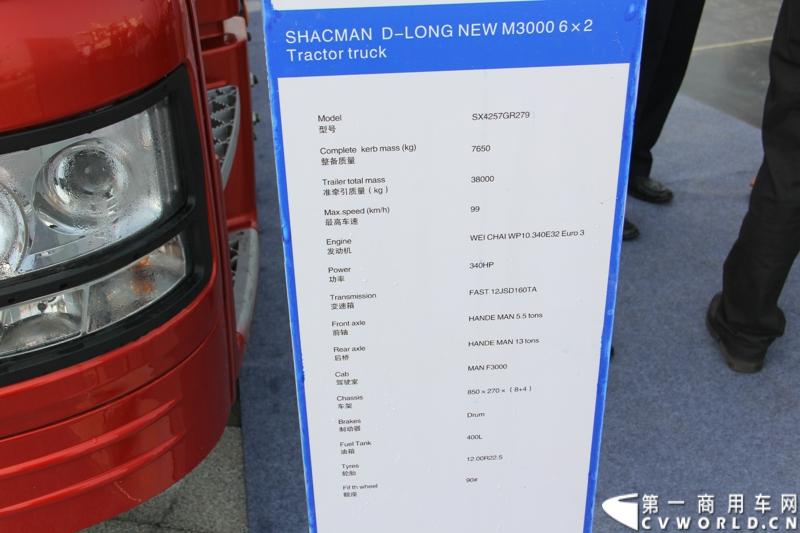 SHACMAN D-LONG NEW M3000 6×2
Tractor truck
Model SX4257GR279
型号
Complete kerb mass (kg) 7650
整备质量
Trailer total mass 38000
准牵引质量（kg）
Max.speed (km/h) 99
最高车速
Engine WEI CHAI WP10.340E32 Euro 3
发动机
Power 340HP
功率
Transmission FAST 12JSD160TA
变速箱
Front axle HANDE MAN 5.5 tons
前轴
Rear axle HANDE MAN 13 tons
后桥
Cab MAN F3000
驾驶室
Chassis 850×270×（8+4）
车架
Brakes Drum
制动器
Fuel Tank 400L
油箱
Tyres 12.00R22.5
轮胎
Fifth wheel 90#
鞍座
第一商用车网
CVWORLD.CN